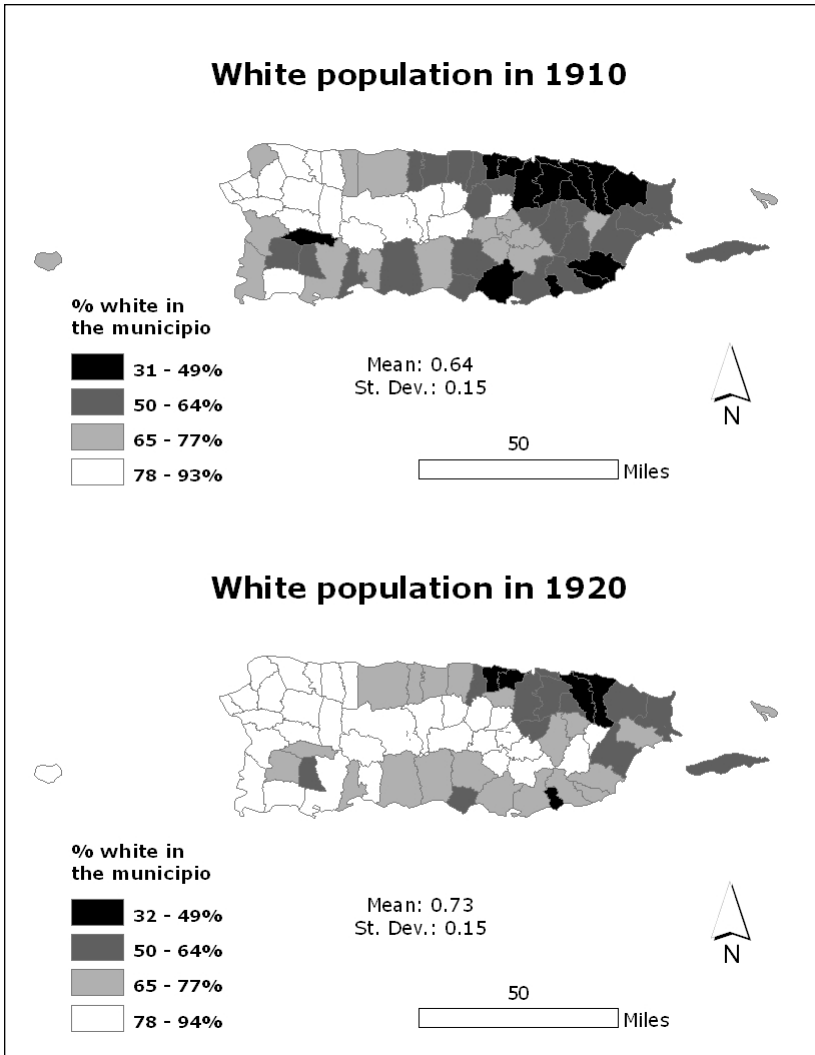 White population in 1910
% white in
the municipio
31 - 49%
50 - 64%
65 - 77%
78 - 93%
Mean: 0.64
St. Dev.: 0.15
N
50
Miles
White population in 1920
% white in
the municipio
32 - 49%
50 - 64%
65 - 77%
78 - 94%
Mean: 0.73
St. Dev.: 0.15
N
50
Miles